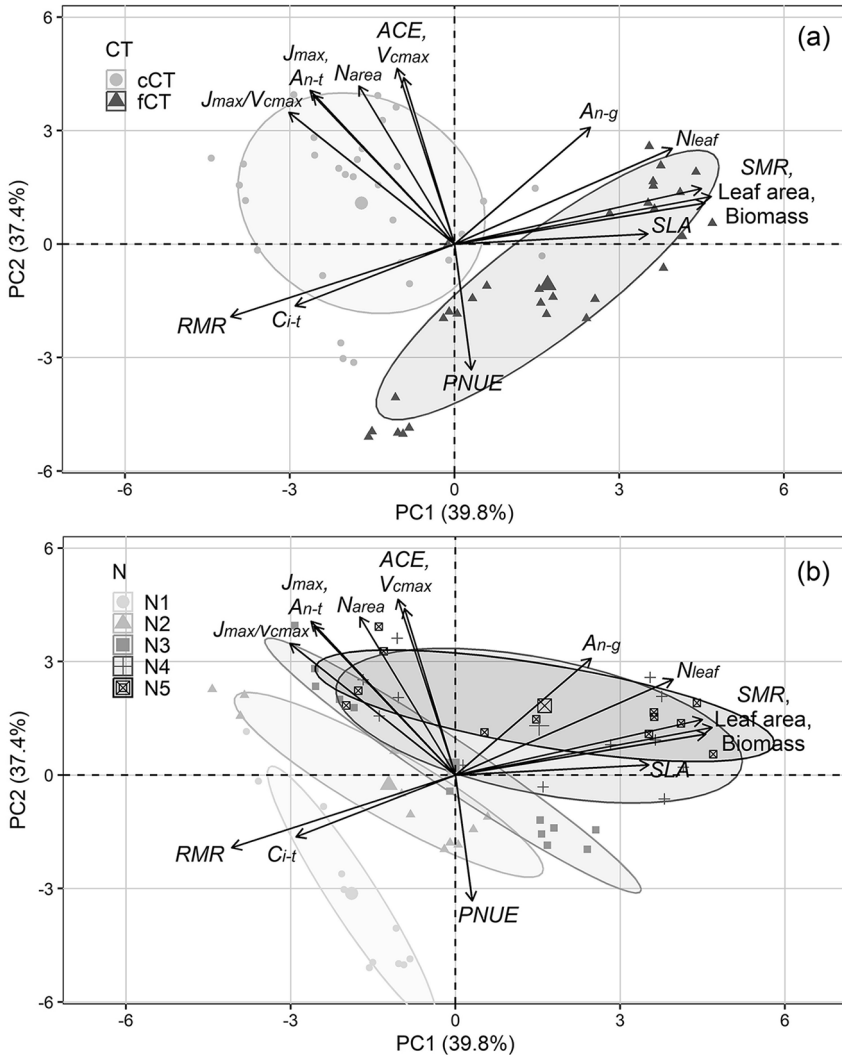 6
(a)
CT
cCT
fCT
ACE,
Vcmax
Jmax,
An-t
Narea
Jmax/Vcmax
An-g
Nleaf
3
SMR,
Leaf area,
Biomass
SLA
0
PC2 (37.4%)
RMR
Ci-t
PNUE
-3
-6
-6 -3 0 3 6
PC1 (39.8%)
6
(b)
N
N1
N2
N3
N4
N5
ACE,
Vcmax
Jmax,
An-t
Narea
Jmax/Vcmax
An-g
Nleaf
3
SMR,
Leaf area,
Biomass
SLA
0
PC2 (37.4%)
RMR
Ci-t
PNUE
-3
-6
-6 -3 0 3 6
PC1 (39.8%)